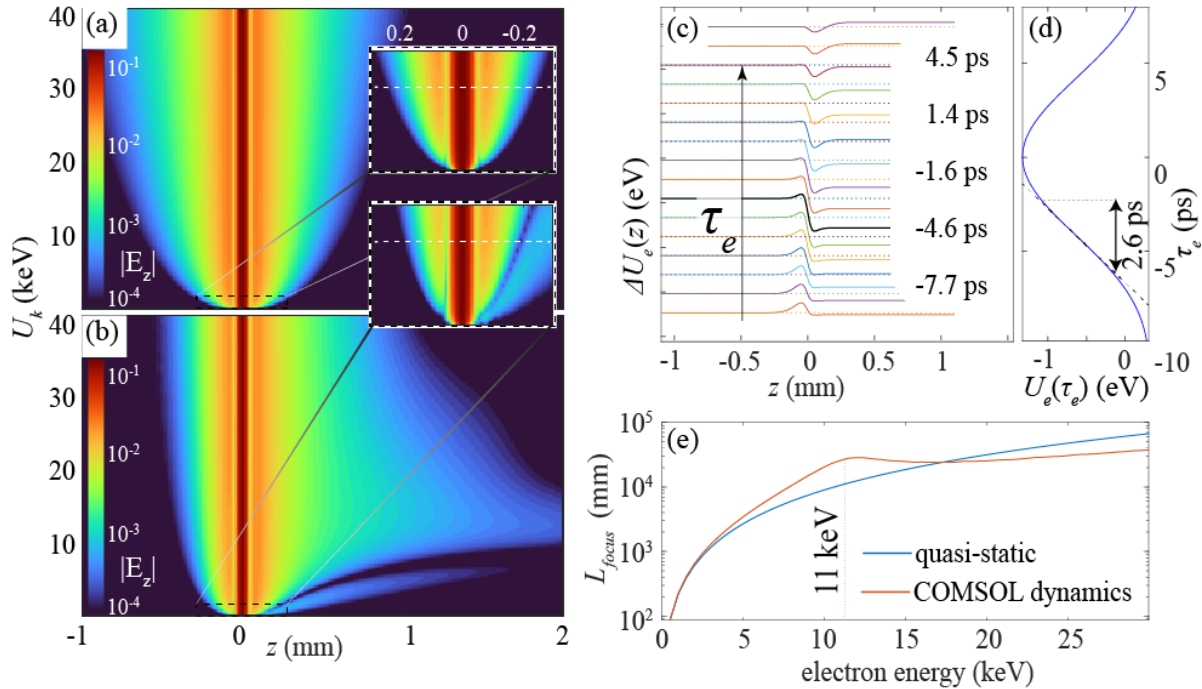 (a)
40
30
20
10
U_k (keV)
10^-1
10^-2
10^-3
|E_z|
10^-4
0.2 0 -0.2
(b)
40
30
20
10
10^-1
10^-2
10^-3
|E_z|
10^-4
-1 0 1 2
z (mm)
(c)
4.5 ps
1.4 ps
-1.6 ps
-4.6 ps
-7.7 ps
τ_e
ΔU_e(z) (eV)
-1 -0.5 0 0.5 1
z (mm)
(d)
5
0
-5
-10
2.6 ps
τ_e (ps)
-1 0
U_e(τ_e) (eV)
(e)
10^5
10^4
10^3
10^2
L_focus (mm)
11 keV
quasi-static
COMSOL dynamics
0 5 10 15 20 25
electron energy (keV)